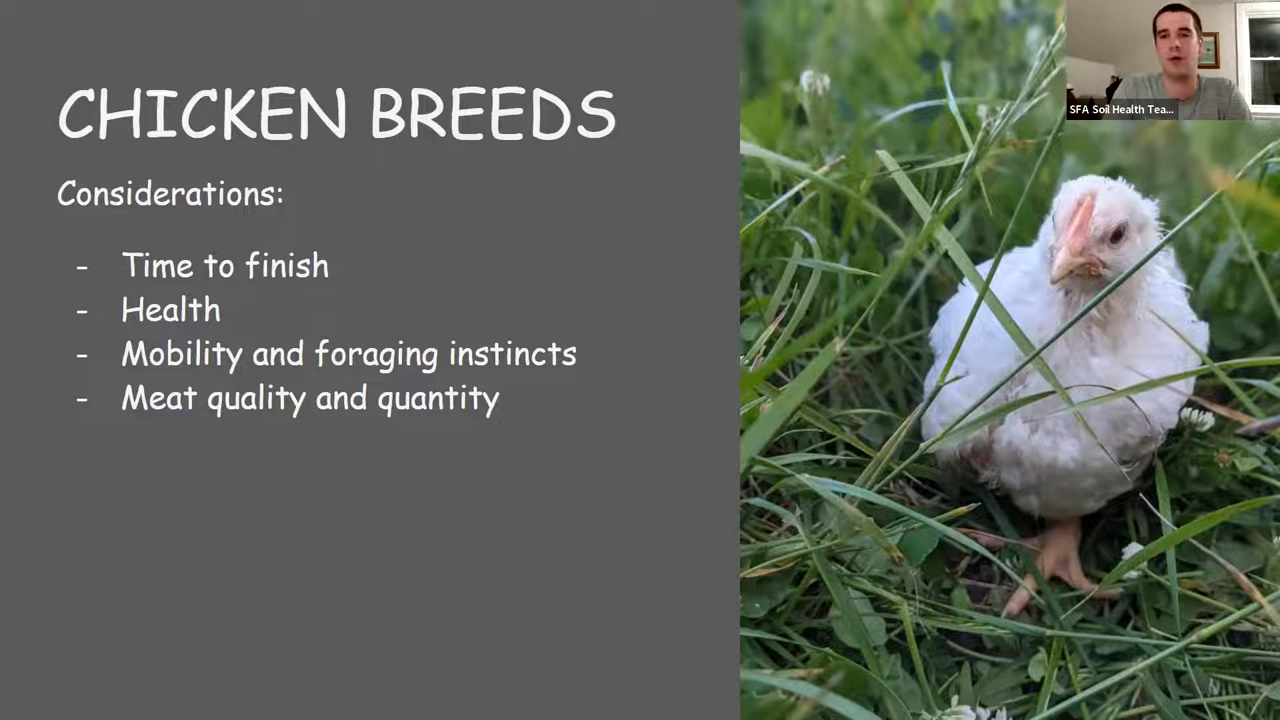 CHICKEN BREEDS
Considerations:
- Time to finish
- Health
- Mobility and foraging instincts
- Meat quality and quantity
SFA Soil Health Tea...